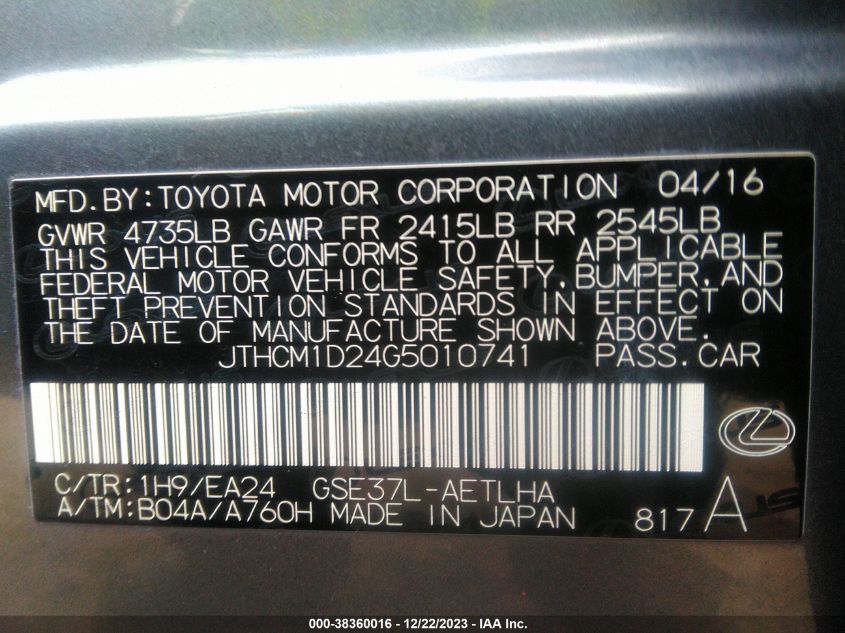 MFD.BY:TOYOTA MOTOR CORPORATION 04/16
GVWR 4735LB GAWR FR 2415LB RR 2545LB
THIS VEHICLE CONFORMS TO ALL APPLICABLE
FEDERAL MOTOR VEHICLE SAFETY,BUMPER,AND
THEFT PREVENTION STANDARDS IN EFFECT ON
THE DATE OF MANUFACTURE SHOWN ABOVE.
JTHCM1D24G5010741 PASS.CAR
C/TR:1H9/EA24 GSE37L-AETLHA
A/TM:B04A/A760H MADE IN JAPAN 817 A
000-38360016 - 12/22/2023 - IAA Inc.